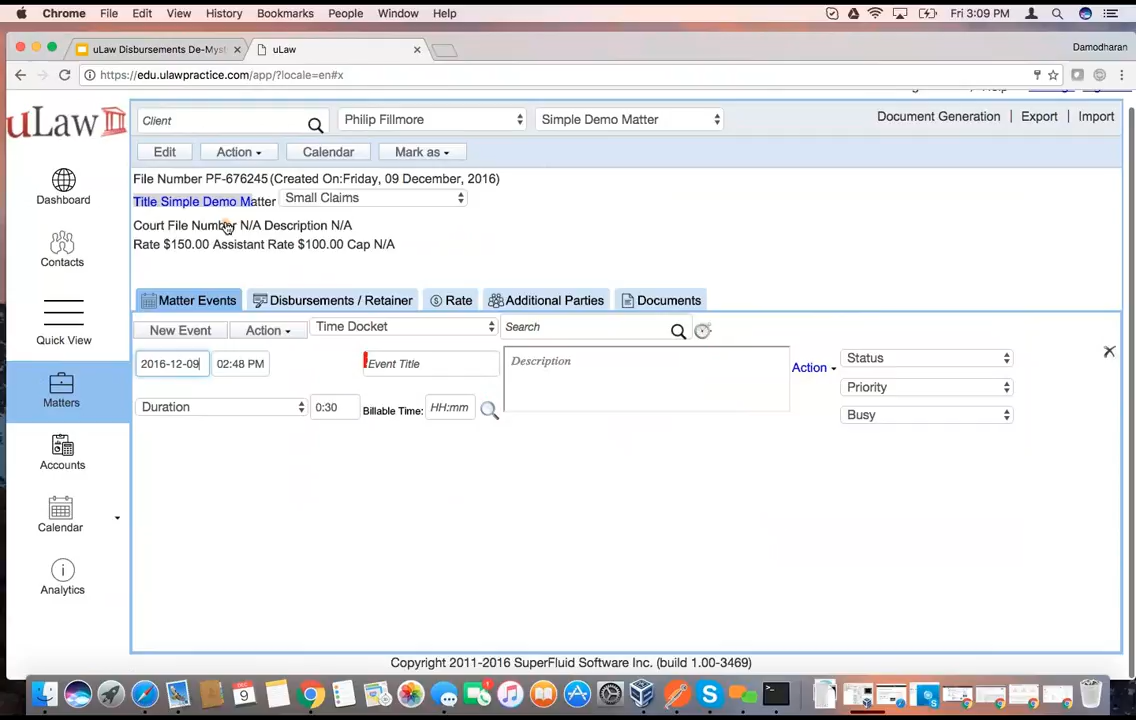 Chrome File Edit View History Bookmarks People Window Help Fri 3:09 PM
uLaw Disbursements De-Myst uLaw Damodharan
https://edu.ulawpractice.com/app/?locale=en#x
uLaw
Client Philip Fillmore Simple Demo Matter Document Generation Export Import
Edit Action Calendar Mark as
File Number PF-676245 (Created On:Friday, 09 December, 2016)
Title Simple Demo Matter Small Claims
Court File Number N/A Description N/A
Rate $150.00 Assistant Rate $100.00 Cap N/A
Dashboard
Contacts
Quick View
Matters
Accounts
Calendar
Analytics
Matter Events Disbursements / Retainer Rate Additional Parties Documents
New Event Action Time Docket Search
2016-12-09 02:48 PM Event Title Description Action Status
Priority
Duration 0:30 Billable Time: HH:mm Busy
Copyright 2011-2016 SuperFluid Software Inc. (build 1.00-3469)
9
1